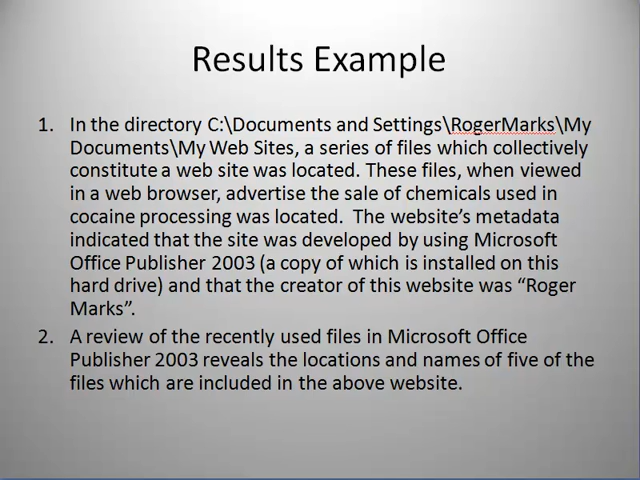 Results Example
1. In the directory C:\Documents and Settings\RogerMarks\My
Documents\My Web Sites, a series of files which collectively
constitute a web site was located. These files, when viewed
in a web browser, advertise the sale of chemicals used in
cocaine processing was located.  The website's metadata
indicated that the site was developed by using Microsoft
Office Publisher 2003 (a copy of which is installed on this
hard drive) and that the creator of this website was "Roger
Marks".
2. A review of the recently used files in Microsoft Office
Publisher 2003 reveals the locations and names of five of the
files which are included in the above website.